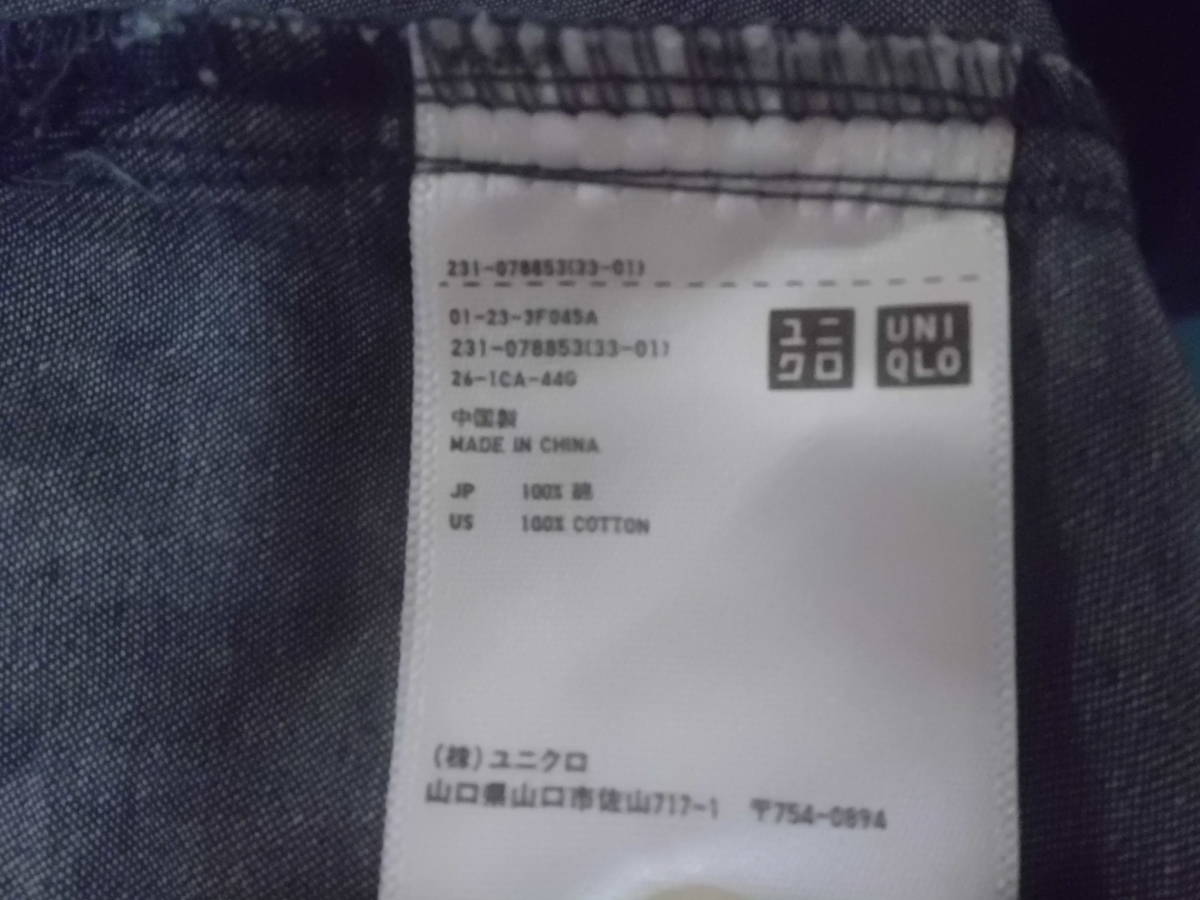 231-078853(33-01)
01-23-3F045A
231-078853(33-01)
26-1CA-44G
ユニ
クロ
UNI
QLO
中国製
MADE IN CHINA
JP 100% 綿
US 100% COTTON
(株)ユニクロ
山口県山口市佐山717-1 〒754-0894